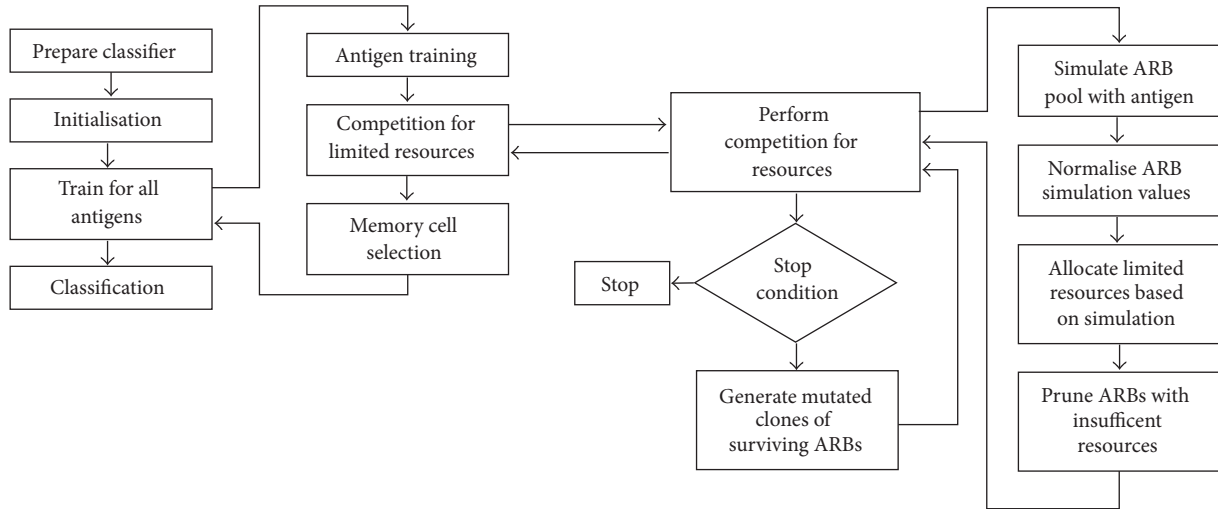 Prepare classifier
Initialisation
Train for all
antigens
Classification
Antigen training
Competition for
limited resources
Memory cell
selection
Perform
competition for
resources
Stop
condition
Stop
Generate mutated
clones of
surviving ARBs
Simulate ARB
pool with antigen
Normalise ARB
simulation values
Allocate limited
resources based
on simulation
Prune ARBs with
insufficent
resources